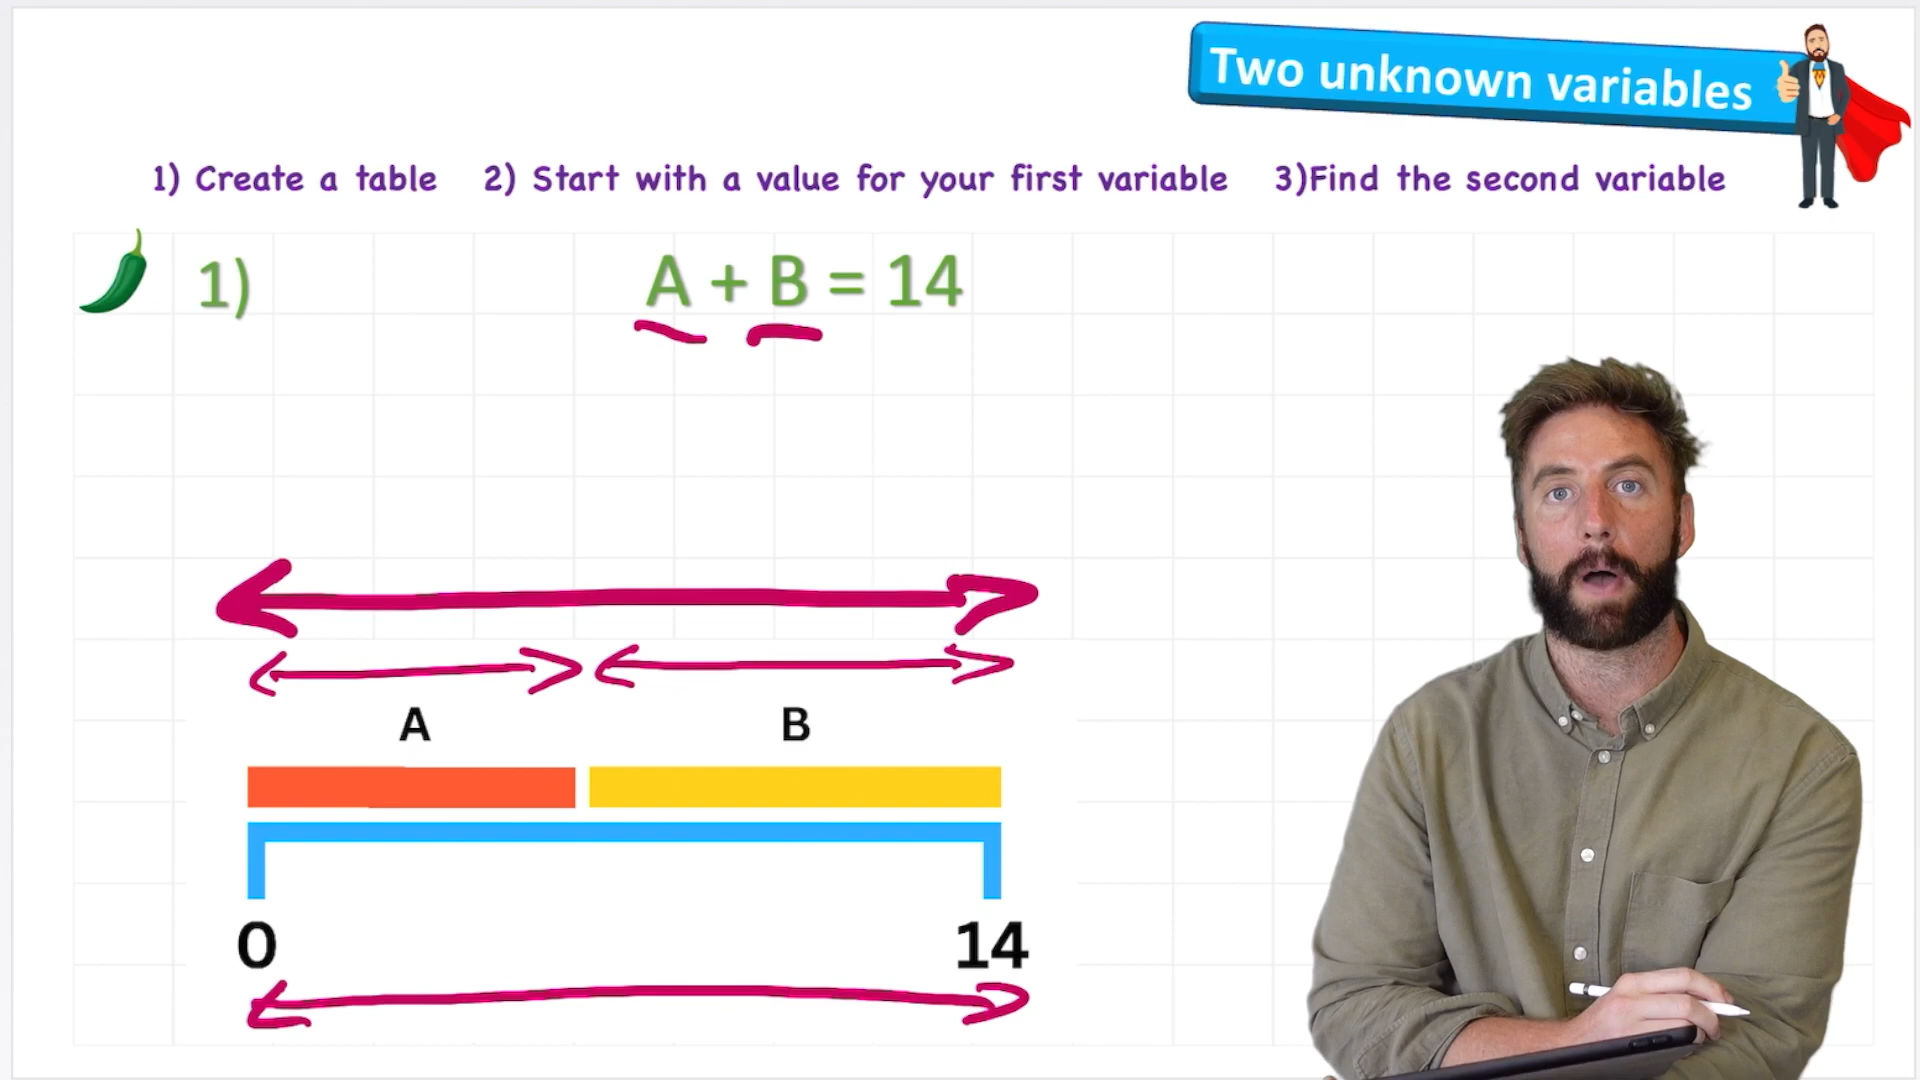 Two unknown variables
1) Create a table 2) Start with a value for your first variable 3)Find the second variable
1) A + B = 14
A B
0 14